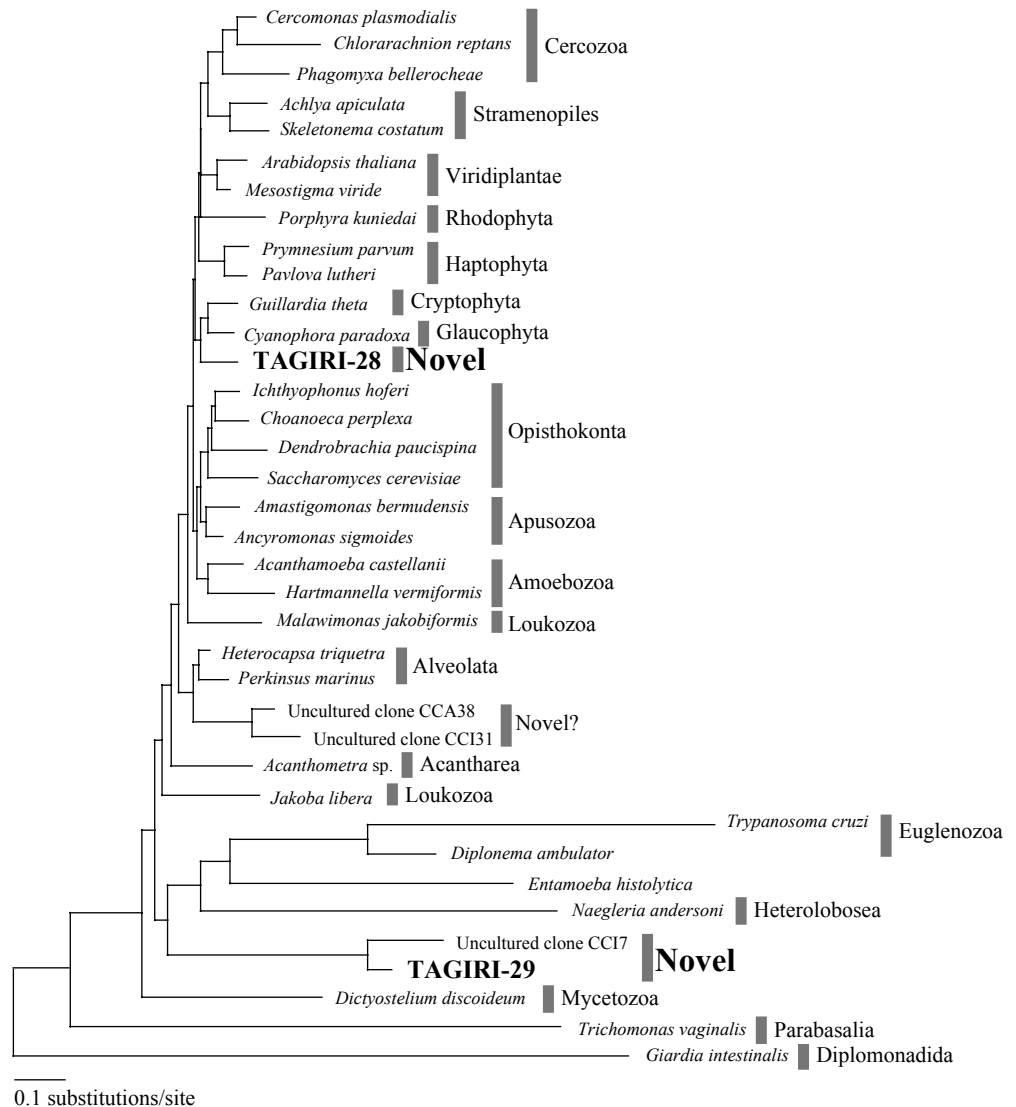 Cercomonas plasmodialis
Chlorarachnion reptans
Cercozoa
Phagomyxa bellerocheae
Achlya apiculata
Stramenopiles
Skeletonema costatum
Arabidopsis thaliana
Viridiplantae
Mesostigma viride
Porphyra kuniedai
Rhodophyta
Prymnesium parvum
Haptophyta
Pavlova lutheri
Guillardia theta
Cryptophyta
Cyanophora paradoxa
Glaucophyta
TAGIRI-28
Novel
Ichthyophonus hoferi
Choanoeca perplexa
Opisthokonta
Dendrobrachia paucispina
Saccharomyces cerevisiae
Amastigomonas bermudensis
Apusozoa
Ancyromonas sigmoides
Acanthamoeba castellanii
Amoebozoa
Hartmannella vermiformis
Malawimonas jakobiformis
Loukozoa
Heterocapsa triquetra
Alveolata
Perkinsus marinus
Uncultured clone CCA38
Novel?
Uncultured clone CCI31
Acanthometra sp.
Acantharea
Jakoba libera
Loukozoa
Trypanosoma cruzi
Euglenozoa
Diplonema ambulator
Entamoeba histolytica
Naegleria andersoni
Heterolobosea
Uncultured clone CCI7
Novel
TAGIRI-29
Dictyostelium discoideum
Mycetozoa
Trichomonas vaginalis
Parabasalia
Giardia intestinalis
Diplomonadida
0.1 substitutions/site